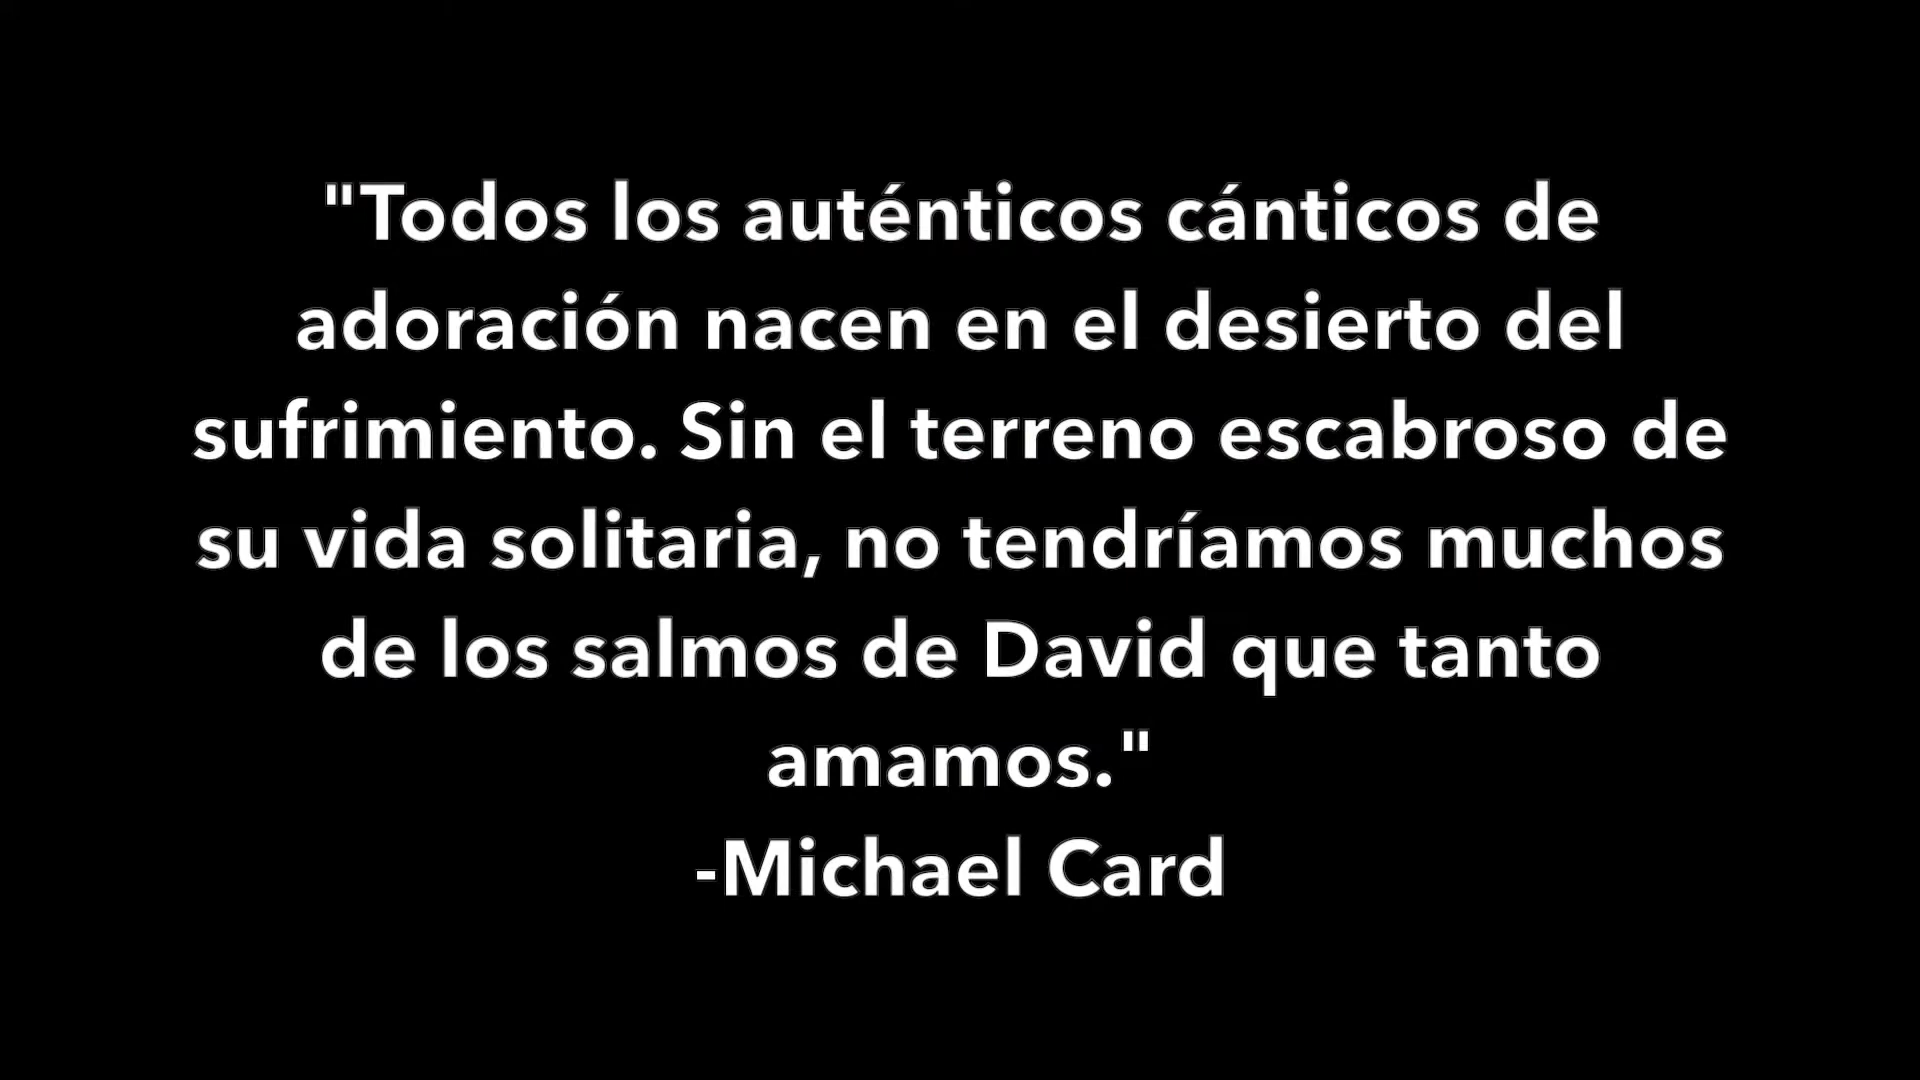 "Todos los auténticos cánticos de
adoración nacen en el desierto del
sufrimiento. Sin el terreno escabroso de
su vida solitaria, no tendríamos muchos
de los salmos de David que tanto
amamos."
-Michael Card